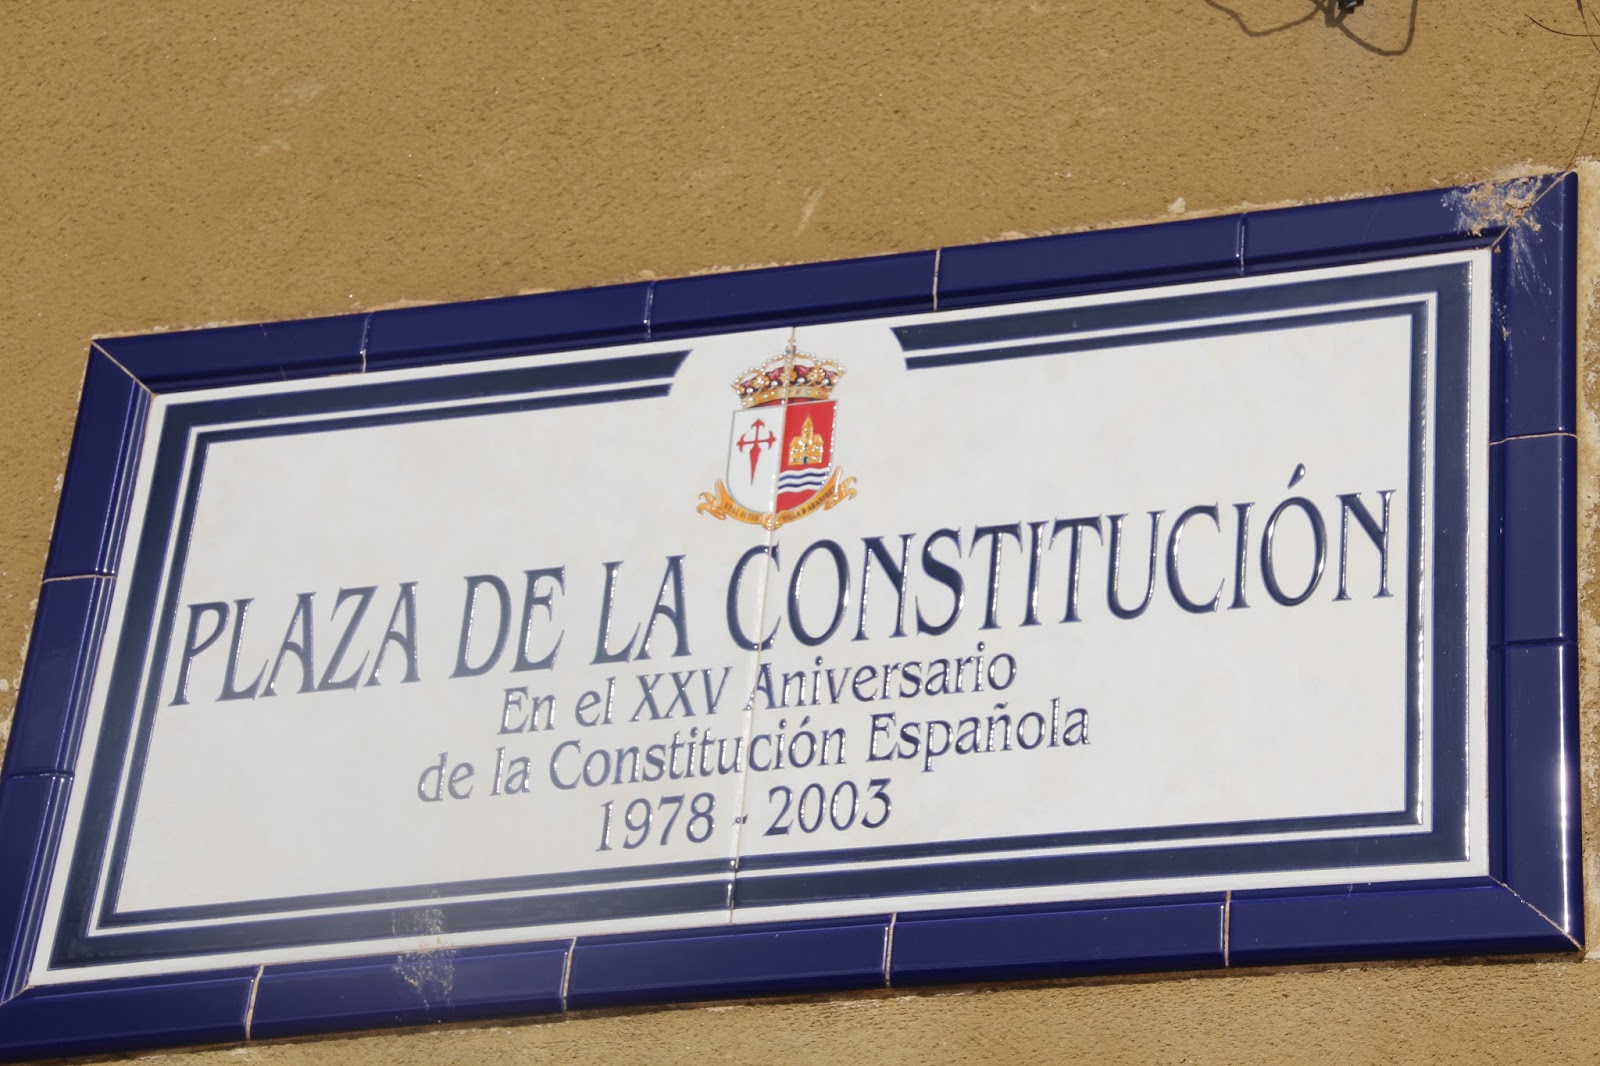 PLAZA DE LA CONSTITUCIÓN
En el XXV Aniversario
de la Constitución Española
1978 - 2003